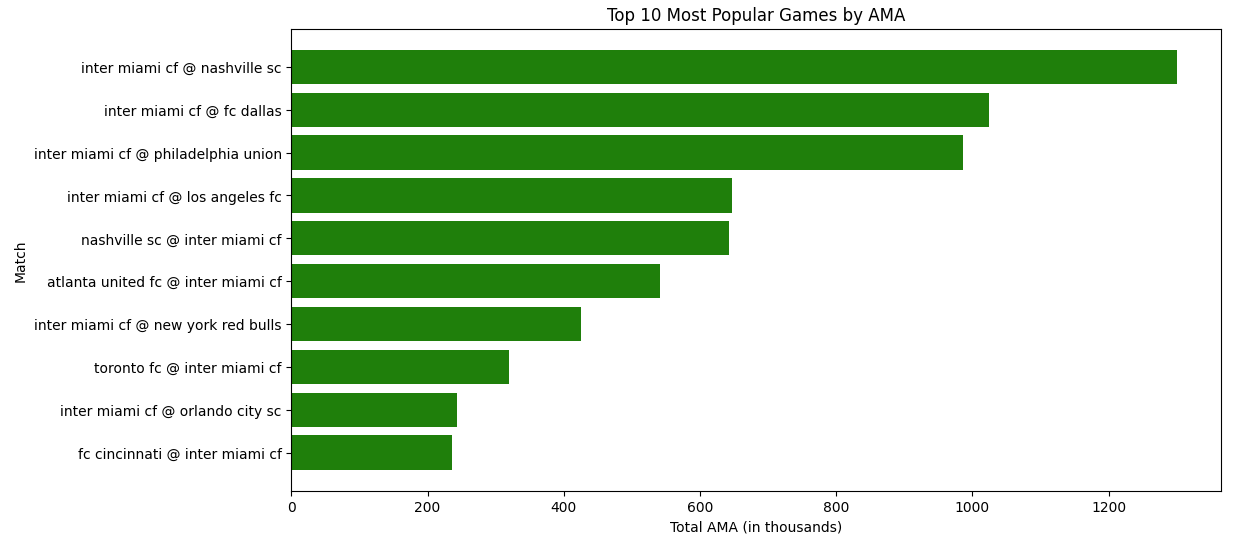 Top 10 Most Popular Games by AMA
Match
inter miami cf @ nashville sc
inter miami cf @ fc dallas
inter miami cf @ philadelphia union
inter miami cf @ los angeles fc
nashville sc @ inter miami cf
atlanta united fc @ inter miami cf
inter miami cf @ new york red bulls
toronto fc @ inter miami cf
inter miami cf @ orlando city sc
fc cincinnati @ inter miami cf
0 200 400 600 800 1000 1200
Total AMA (in thousands)